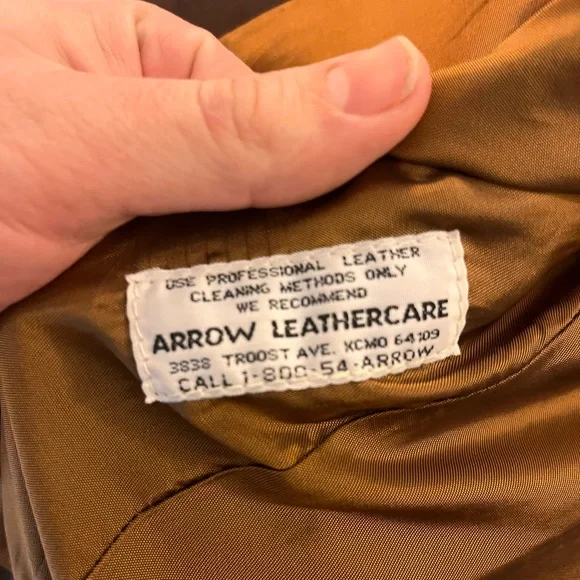 USE PROFESSIONAL LEATHER
CLEANING METHODS ONLY
WE RECOMMEND
ARROW LEATHERCARE
3838 TROOST AVE. KCMO 64109
CALL 1-800-54-ARROW